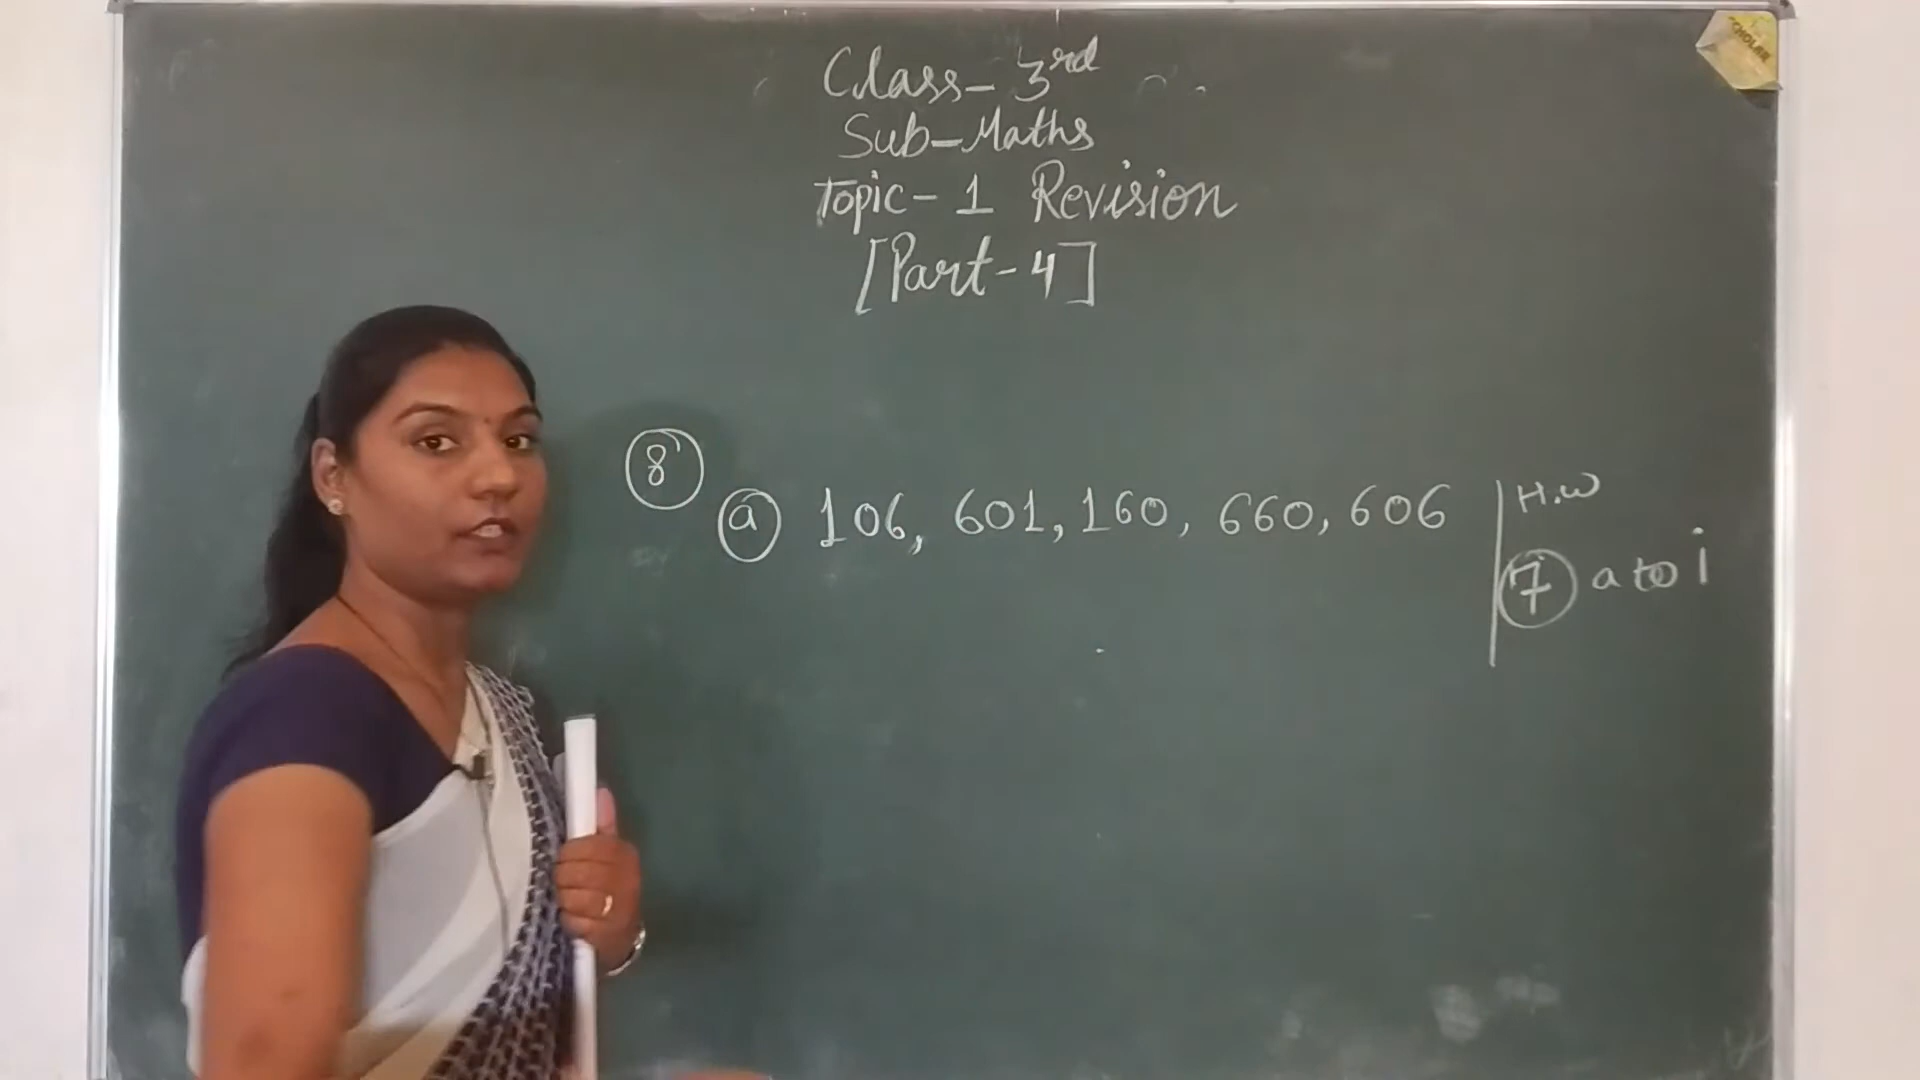 Class- 3rd
Sub-Maths
Topic- 1 Revision
[Part-4]
8
a 106, 601, 160, 660, 606
H.W
7 a to i